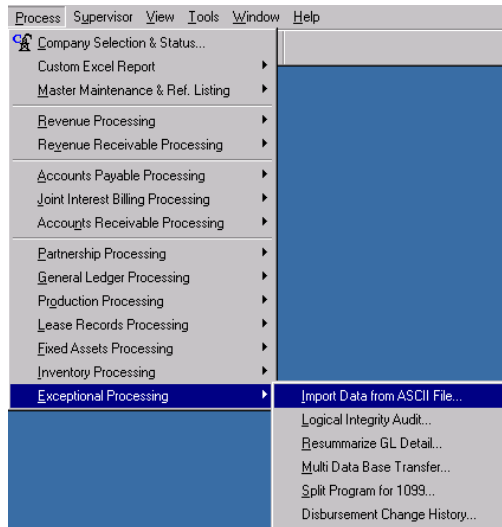 Process Supervisor View Tools Window Help
Company Selection & Status...
Custom Excel Report
Master Maintenance & Ref. Listing
Revenue Processing
Revenue Receivable Processing
Accounts Payable Processing
Joint Interest Billing Processing
Accounts Receivable Processing
Partnership Processing
General Ledger Processing
Production Processing
Lease Records Processing
Fixed Assets Processing
Inventory Processing
Exceptional Processing
Import Data from ASCII File...
Logical Integrity Audit...
Resummarize GL Detail...
Multi Data Base Transfer...
Split Program for 1099...
Disbursement Change History...